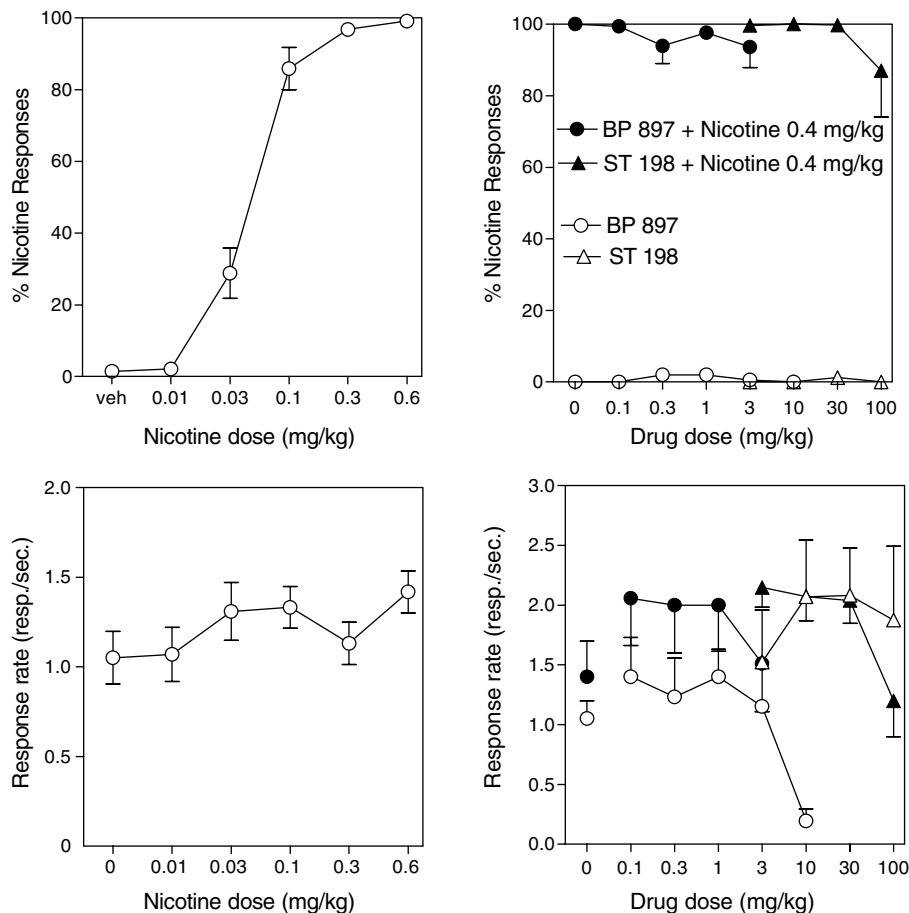 % Nicotine Responses
100
80
60
40
20
0
veh 0.01 0.03 0.1 0.3 0.6
Nicotine dose (mg/kg)
% Nicotine Responses
100
80
60
40
20
0
BP 897 + Nicotine 0.4 mg/kg
ST 198 + Nicotine 0.4 mg/kg
BP 897
ST 198
0 0.1 0.3 1 3 10 30 100
Drug dose (mg/kg)
Response rate (resp./sec.)
2.0
1.5
1.0
0.5
0
0 0.01 0.03 0.1 0.3 0.6
Nicotine dose (mg/kg)
Response rate (resp./sec.)
3.0
2.5
2.0
1.5
1.0
0.5
0.0
0 0.1 0.3 1 3 10 30 100
Drug dose (mg/kg)